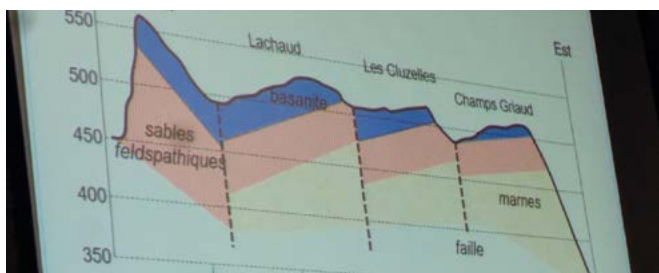 550
500
450
400
350
Lachaud
Les Cluzelles
Champs Griaud
Est
basanite
sables
feldspathiques
marnes
faille